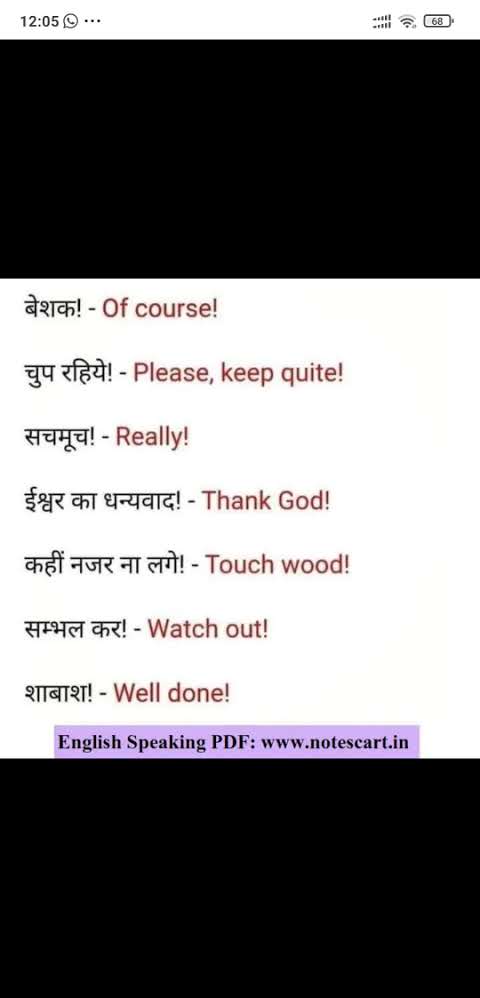 12:05
68
बेशक! - Of course!
चुप रहिये! - Please, keep quite!
सचमूच! - Really!
ईश्वर का धन्यवाद! - Thank God!
कहीं नजर ना लगे! - Touch wood!
सम्भल कर! - Watch out!
शाबाश! - Well done!
English Speaking PDF: www.notescart.in